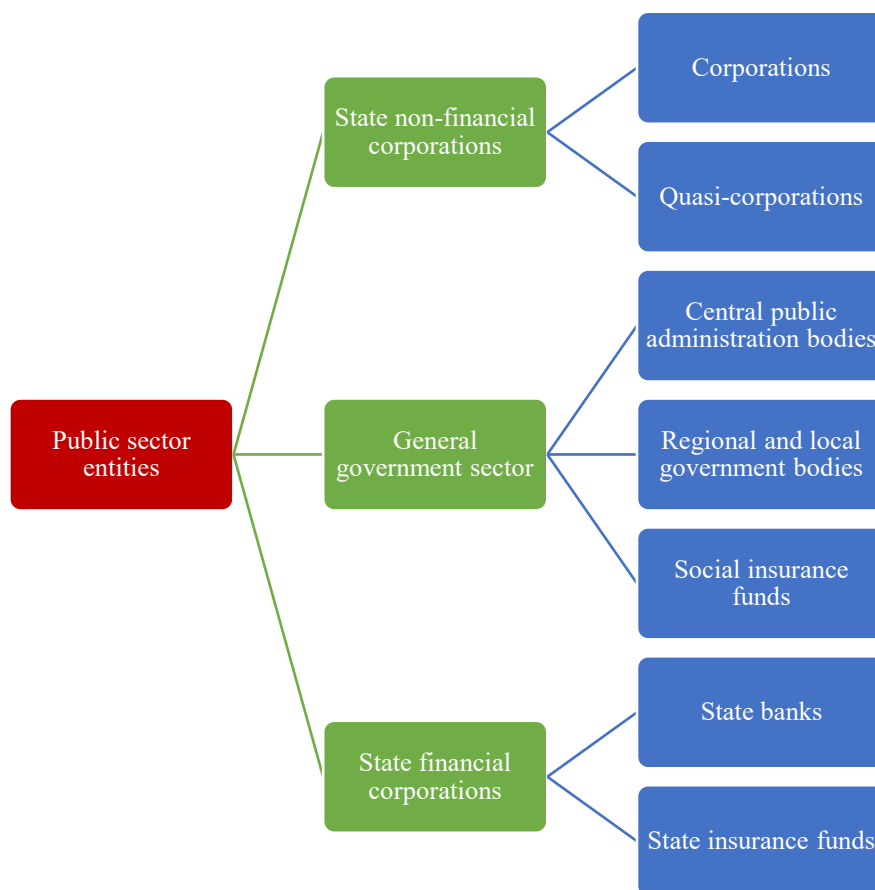 Public sector
entities
State non-financial
corporations
Corporations
Quasi-corporations
General
government sector
Central public
administration bodies
Regional and local
government bodies
Social insurance
funds
State financial
corporations
State banks
State insurance funds